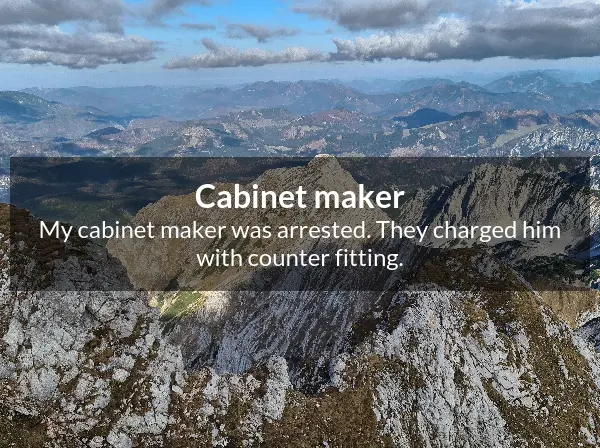 Cabinet maker
My cabinet maker was arrested. They charged him
with counter fitting.